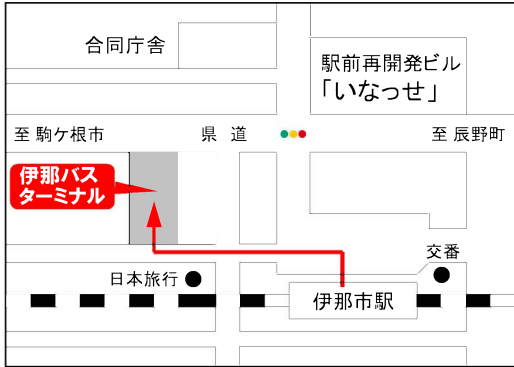 合同庁舎
駅前再開発ビル
「いなっせ」
至 駒ケ根市
県 道
至 辰野町
伊那バス
ターミナル
交番
日本旅行
伊那市駅